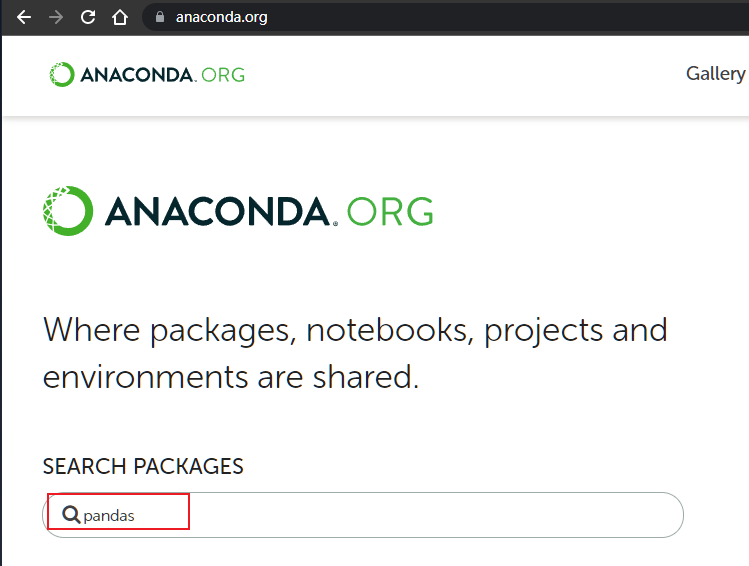 anaconda.org
ANACONDA.ORG
Gallery
ANACONDA.® ORG
Where packages, notebooks, projects and
environments are shared.
SEARCH PACKAGES
pandas